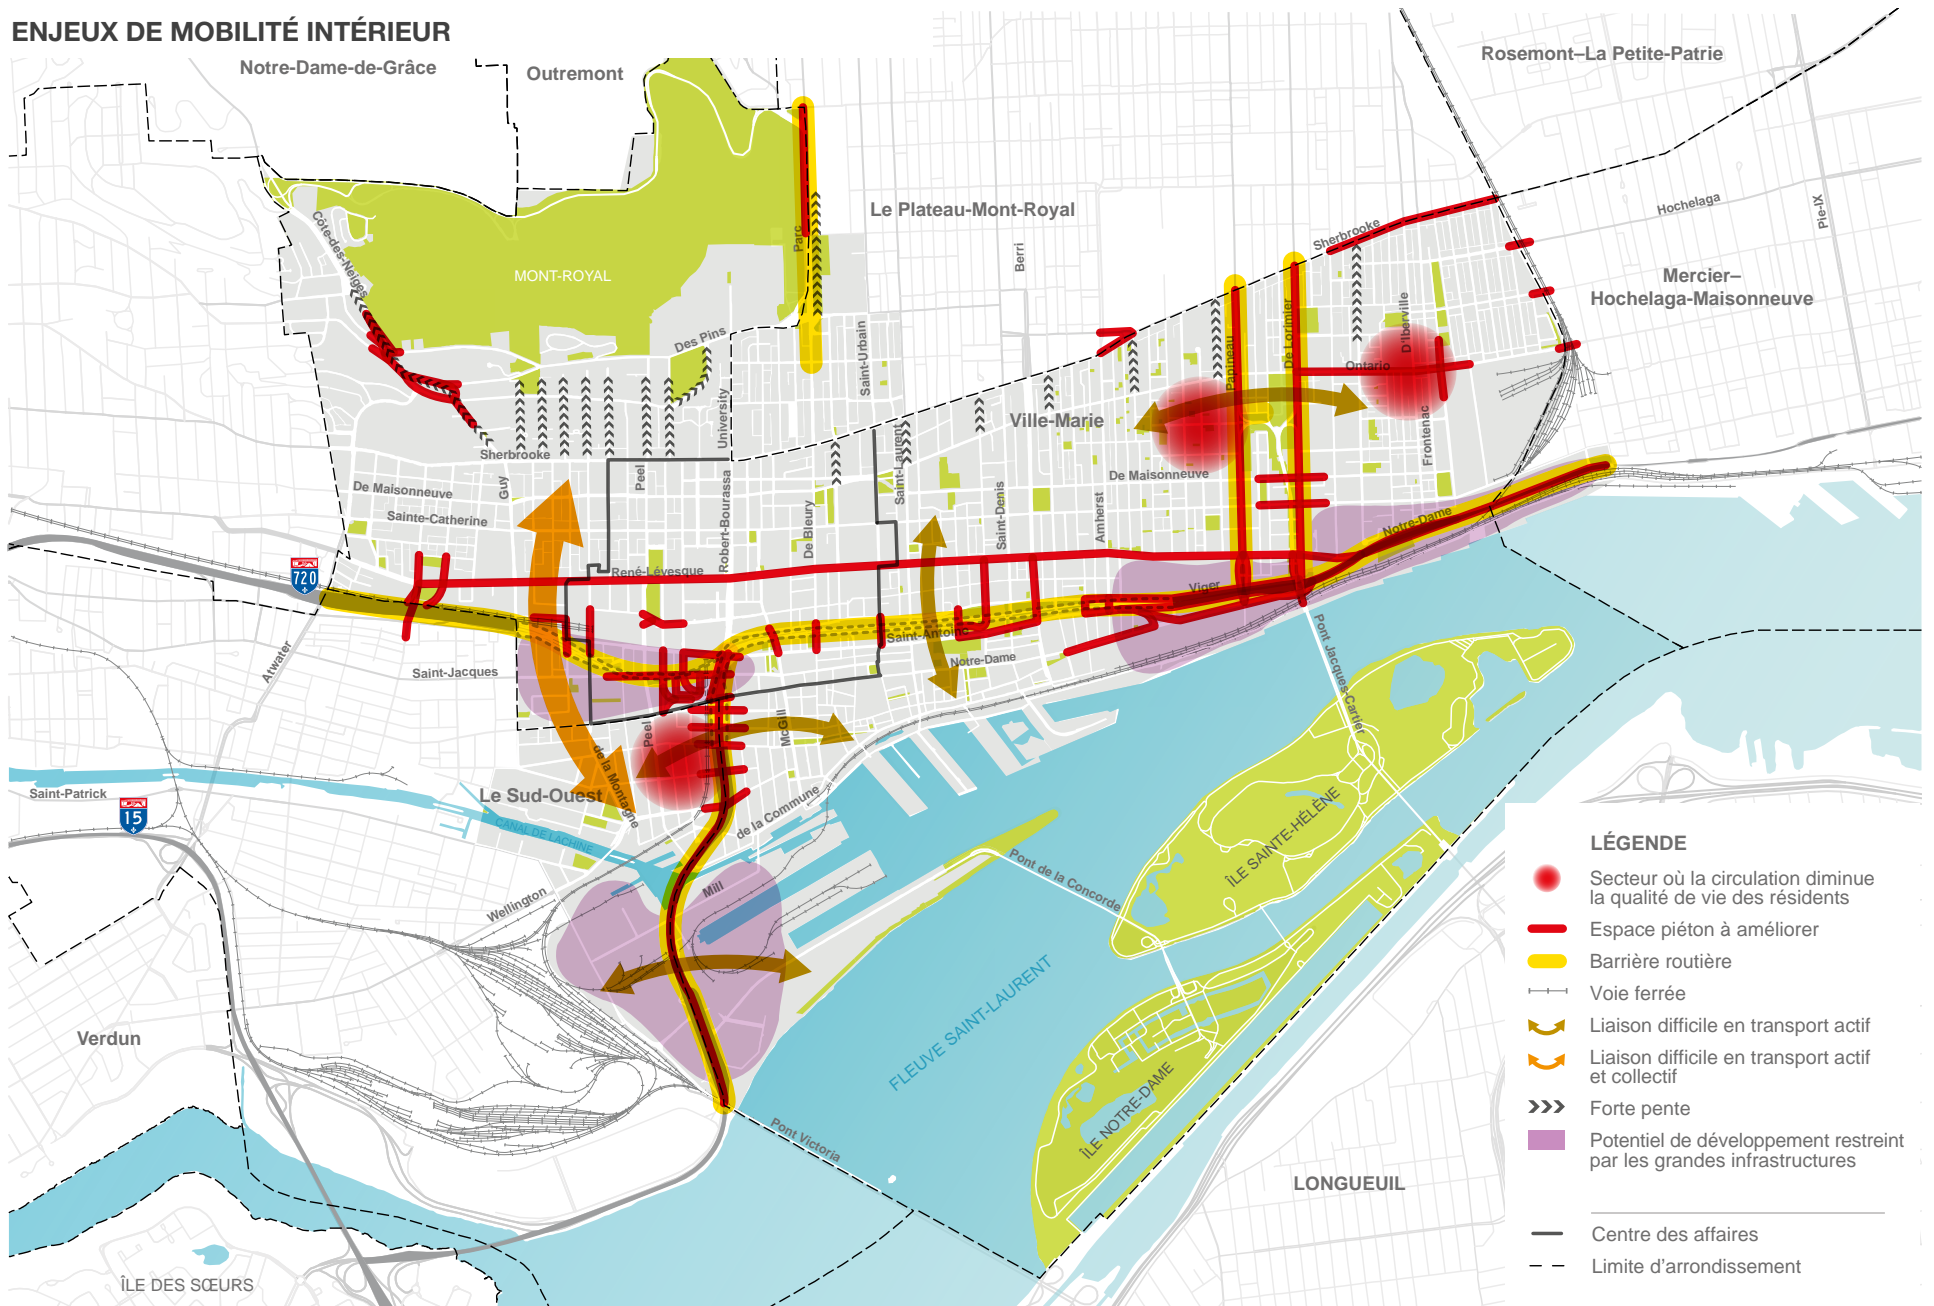 ENJEUX DE MOBILITÉ INTÉRIEUR
Notre-Dame-de-Grâce
Outremont
Rosemont–La Petite-Patrie
Le Plateau-Mont-Royal
Mercier–
Hochelaga-Maisonneuve
Hochelaga
Pie-IX
Sherbrooke
Berri
Parc
Côte-des-Neiges
MONT-ROYAL
Des Pins
Saint-Urbain
University
Papineau
De Lorimier
D'Iberville
Ontario
Frontenac
Ville-Marie
Sherbrooke
De Maisonneuve
Sainte-Catherine
Guy
Peel
Robert-Bourassa
De Bleury
Saint-Laurent
Saint-Denis
Amherst
De Maisonneuve
Notre-Dame
720
René-Lévesque
Viger
Saint-Antoine
Notre-Dame
Atwater
Saint-Jacques
Peel
McGill
de la Montagne
Pont Jacques-Cartier
Saint-Patrick
15
Le Sud-Ouest
CANAL DE LACHINE
de la Commune
Wellington
Mill
Pont de la Concorde
ÎLE SAINTE-HÉLÈNE
FLEUVE SAINT-LAURENT
ÎLE NOTRE-DAME
Verdun
Pont Victoria
LONGUEUIL
ÎLE DES SŒURS
LÉGENDE
Secteur où la circulation diminue
la qualité de vie des résidents
Espace piéton à améliorer
Barrière routière
Voie ferrée
Liaison difficile en transport actif
Liaison difficile en transport actif
et collectif
Forte pente
Potentiel de développement restreint
par les grandes infrastructures
Centre des affaires
Limite d'arrondissement